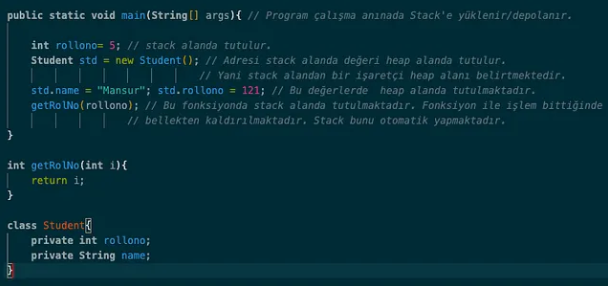 public static void main(String[] args){ // Program çalışma anınada Stack'e yüklenir/depolanır.
int rollono= 5; // stack alanda tutulur.
Student std = new Student(); // Adresi stack alanda değeri heap alanda tutulur.
// Yani stack alandan bir işaretçi heap alanı belirtmektedir.
std.name = "Mansur"; std.rollono = 121; // Bu değerlerde heap alanda tutulmaktadır.
getRolNo(rollono); // Bu fonksiyonda stack alanda tutulmaktadır. Fonksiyon ile işlem bittiğinde
// bellekten kaldırılmaktadır. Stack bunu otomatik yapmaktadır.
}
int getRolNo(int i){
return i;
}
class Student{
private int rollono;
private String name;
}